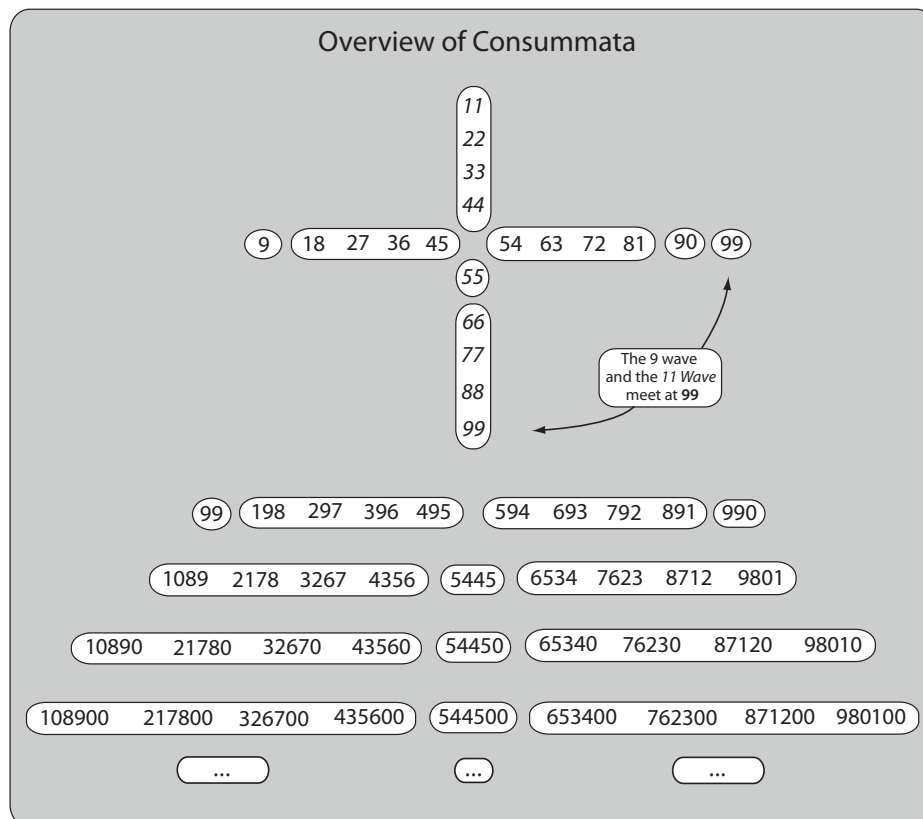 Overview of Consummata
11
22
33
44
9 18 27 36 45 54 63 72 81 90 99
55
66
77
88
99
The 9 wave
and the 11 Wave
meet at 99
99 198 297 396 495 594 693 792 891 990
1089 2178 3267 4356 5445 6534 7623 8712 9801
10890 21780 32670 43560 54450 65340 76230 87120 98010
108900 217800 326700 435600 544500 653400 762300 871200 980100
... ... ...